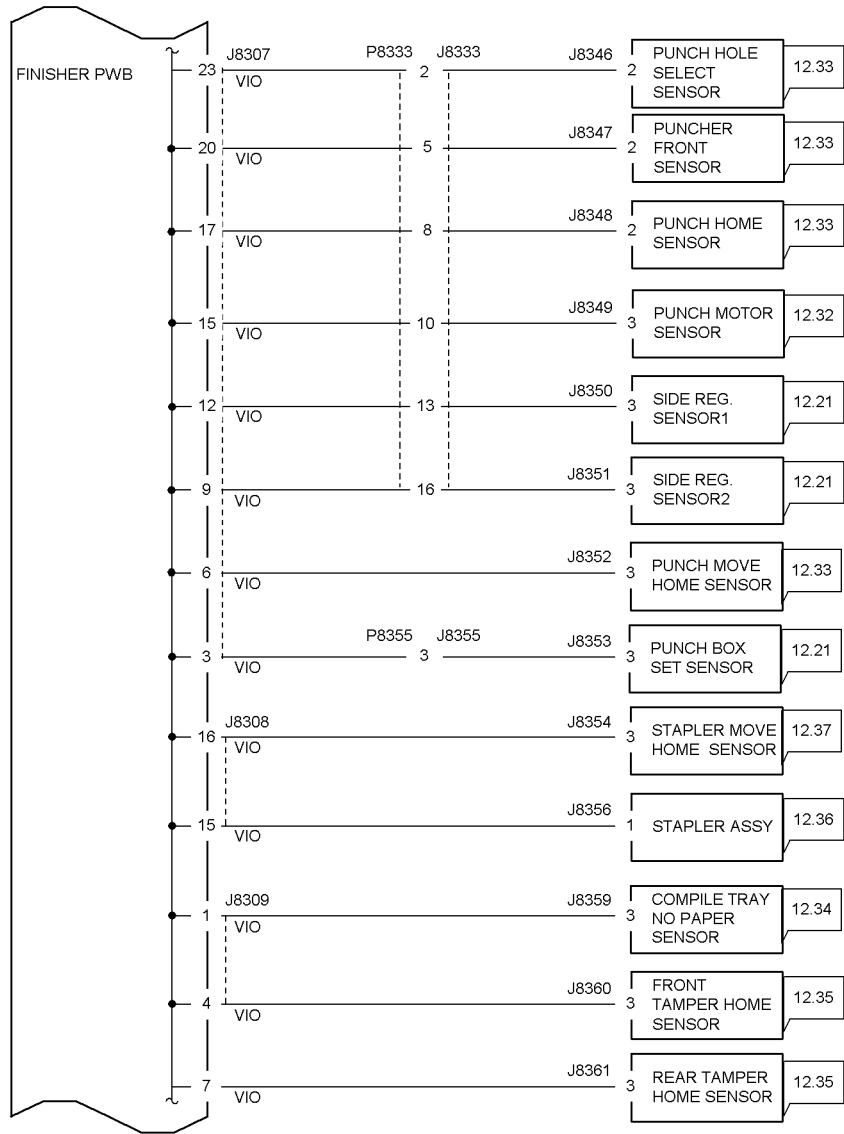 FINISHER PWB
23 J8307 VIO P8333 2 J8333 J8346 2 PUNCH HOLE SELECT SENSOR 12.33
20 VIO 5 J8347 2 PUNCHER FRONT SENSOR 12.33
17 VIO 8 J8348 2 PUNCH HOME SENSOR 12.33
15 VIO 10 J8349 3 PUNCH MOTOR SENSOR 12.32
12 VIO 13 J8350 3 SIDE REG. SENSOR1 12.21
9 VIO 16 J8351 3 SIDE REG. SENSOR2 12.21
6 VIO J8352 3 PUNCH MOVE HOME SENSOR 12.33
3 VIO P8355 3 J8355 J8353 3 PUNCH BOX SET SENSOR 12.21
16 J8308 VIO J8354 3 STAPLER MOVE HOME SENSOR 12.37
15 VIO J8356 1 STAPLER ASSY 12.36
1 J8309 VIO J8359 3 COMPILE TRAY NO PAPER SENSOR 12.34
4 VIO J8360 3 FRONT TAMPER HOME SENSOR 12.35
7 VIO J8361 3 REAR TAMPER HOME SENSOR 12.35